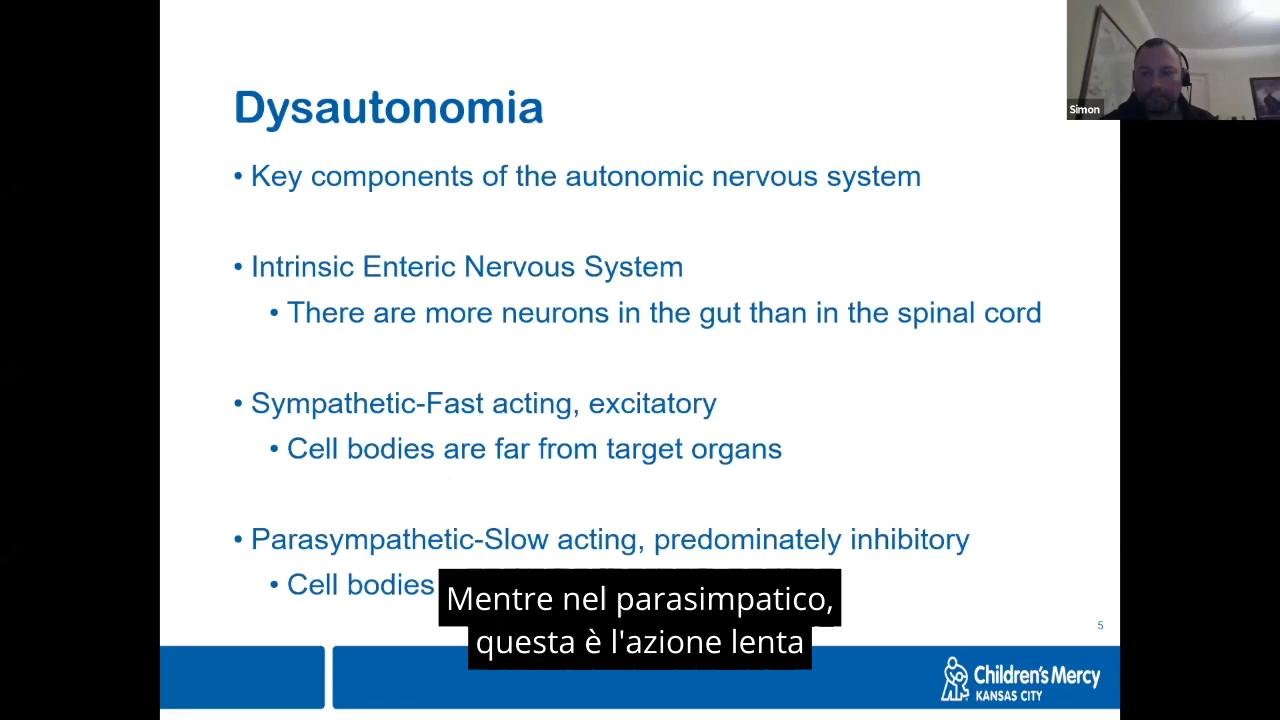 Simon
Dysautonomia
• Key components of the autonomic nervous system
• Intrinsic Enteric Nervous System
• There are more neurons in the gut than in the spinal cord
• Sympathetic-Fast acting, excitatory
• Cell bodies are far from target organs
• Parasympathetic-Slow acting, predominately inhibitory
• Cell bodies
Mentre nel parasimpatico,
questa è l'azione lenta
5
Children's Mercy
KANSAS CITY